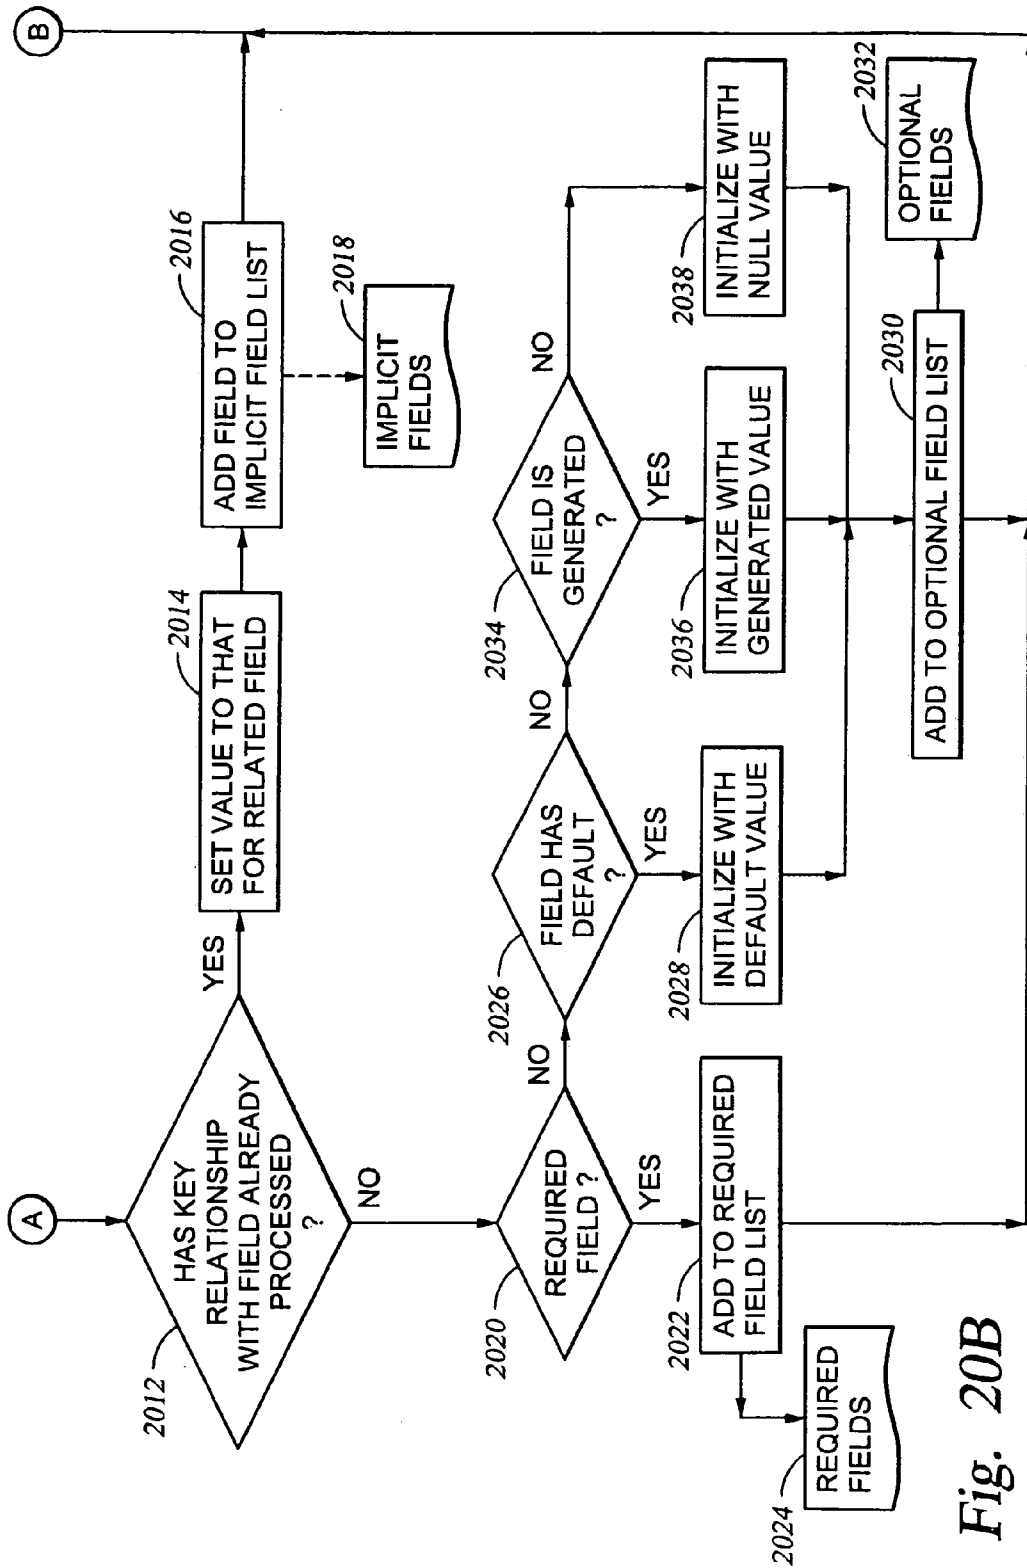 A
B
HAS KEY
RELATIONSHIP
WITH FIELD ALREADY
PROCESSED
?
2012
YES
NO
SET VALUE TO THAT
FOR RELATED FIELD
2014
ADD FIELD TO
IMPLICIT FIELD LIST
2016
IMPLICIT
FIELDS
2018
REQUIRED
FIELD ?
2020
NO
YES
FIELD HAS
DEFAULT
?
2026
NO
YES
FIELD IS
GENERATED
?
2034
NO
YES
ADD TO REQUIRED
FIELD LIST
2022
INITIALIZE WITH
DEFAULT VALUE
2028
INITIALIZE WITH
GENERATED VALUE
2036
INITIALIZE WITH
NULL VALUE
2038
REQUIRED
FIELDS
2024
ADD TO OPTIONAL FIELD LIST
2030
OPTIONAL
FIELDS
2032
Fig. 20B